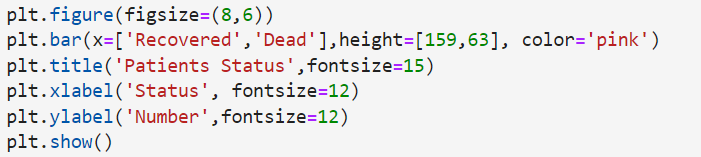 plt.figure(figsize=(8,6))
plt.bar(x=['Recovered','Dead'],height=[159,63], color='pink')
plt.title('Patients Status',fontsize=15)
plt.xlabel('Status', fontsize=12)
plt.ylabel('Number',fontsize=12)
plt.show()